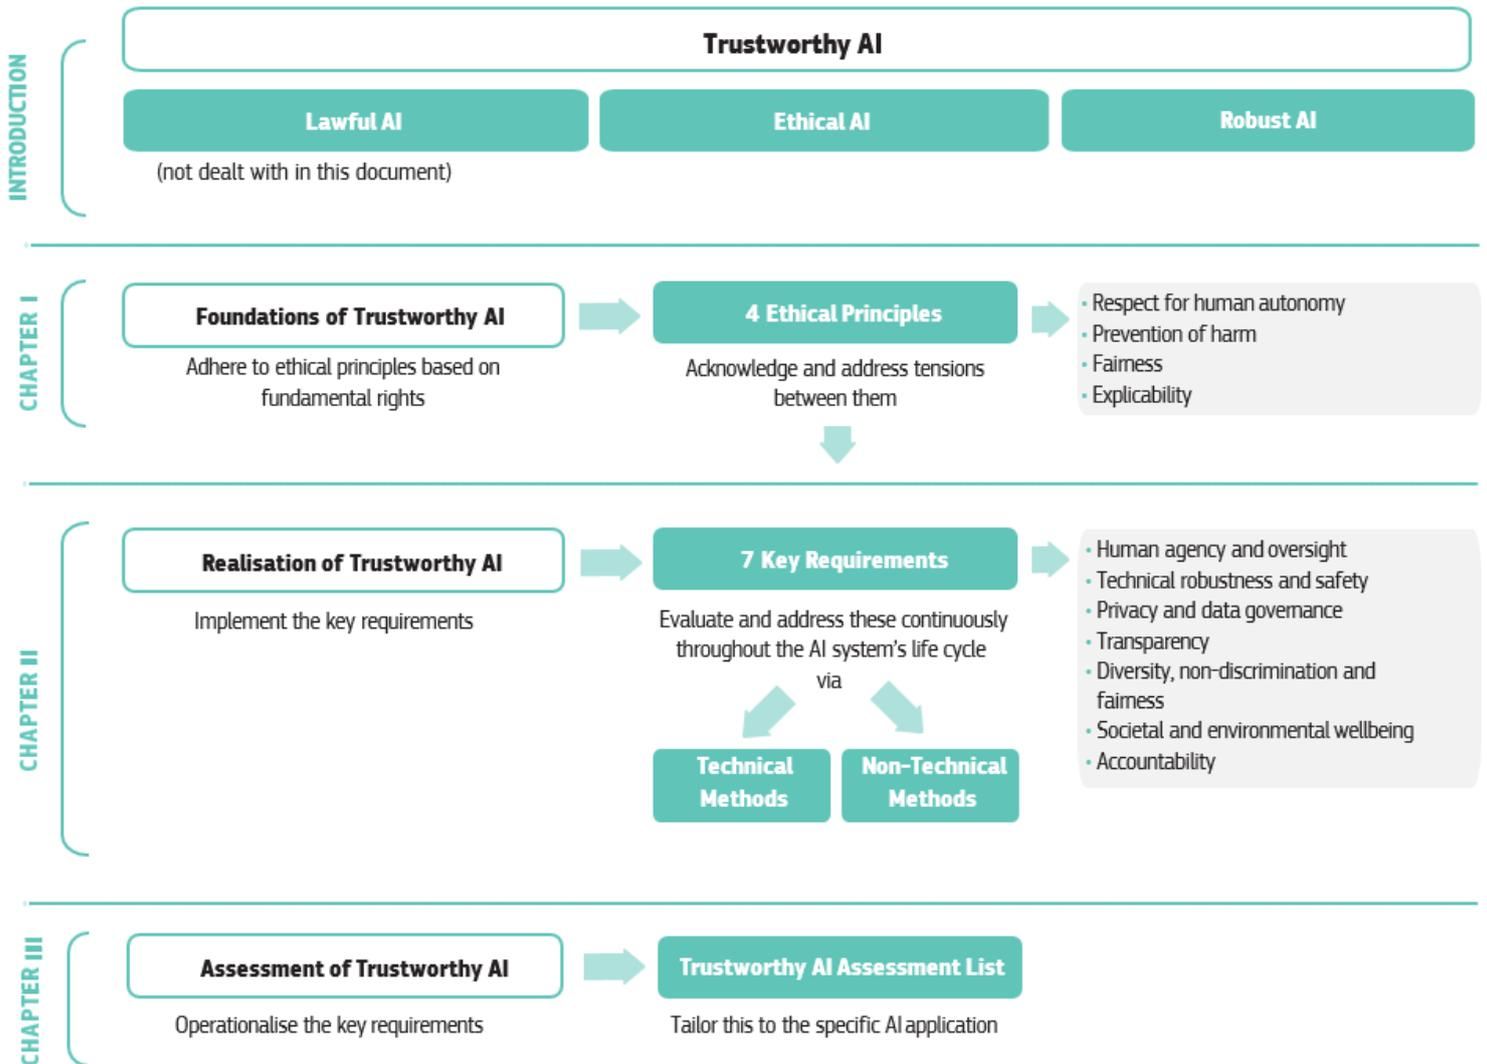 INTRODUCTION
Trustworthy AI
Lawful AI
Ethical AI
Robust AI
(not dealt with in this document)
CHAPTER I
Foundations of Trustworthy AI
Adhere to ethical principles based on
fundamental rights
4 Ethical Principles
Acknowledge and address tensions
between them
• Respect for human autonomy
• Prevention of harm
• Fairness
• Explicability
CHAPTER II
Realisation of Trustworthy AI
Implement the key requirements
7 Key Requirements
Evaluate and address these continuously
throughout the AI system's life cycle
via
Technical
Methods
Non-Technical
Methods
• Human agency and oversight
• Technical robustness and safety
• Privacy and data governance
• Transparency
• Diversity, non-discrimination and
fairness
• Societal and environmental wellbeing
• Accountability
CHAPTER III
Assessment of Trustworthy AI
Operationalise the key requirements
Trustworthy AI Assessment List
Tailor this to the specific AI application